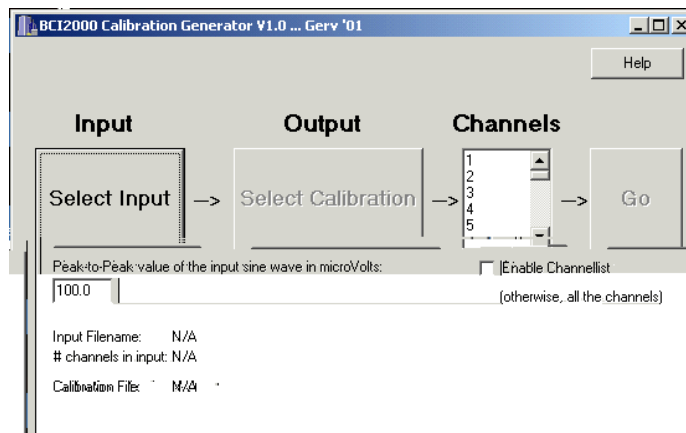 BCI2000 Calibration Generator V1.0 ... Gerv '01
Help
Input Output Channels
Select Input --> Select Calibration --> 1
2
3
4
5 --> Go
Peak-to-Peak value of the input sine wave in microVolts:
Enable Channellist
100.0
(otherwise, all the channels)
Input Filename: N/A
# channels in input: N/A
Calibration File: N/A